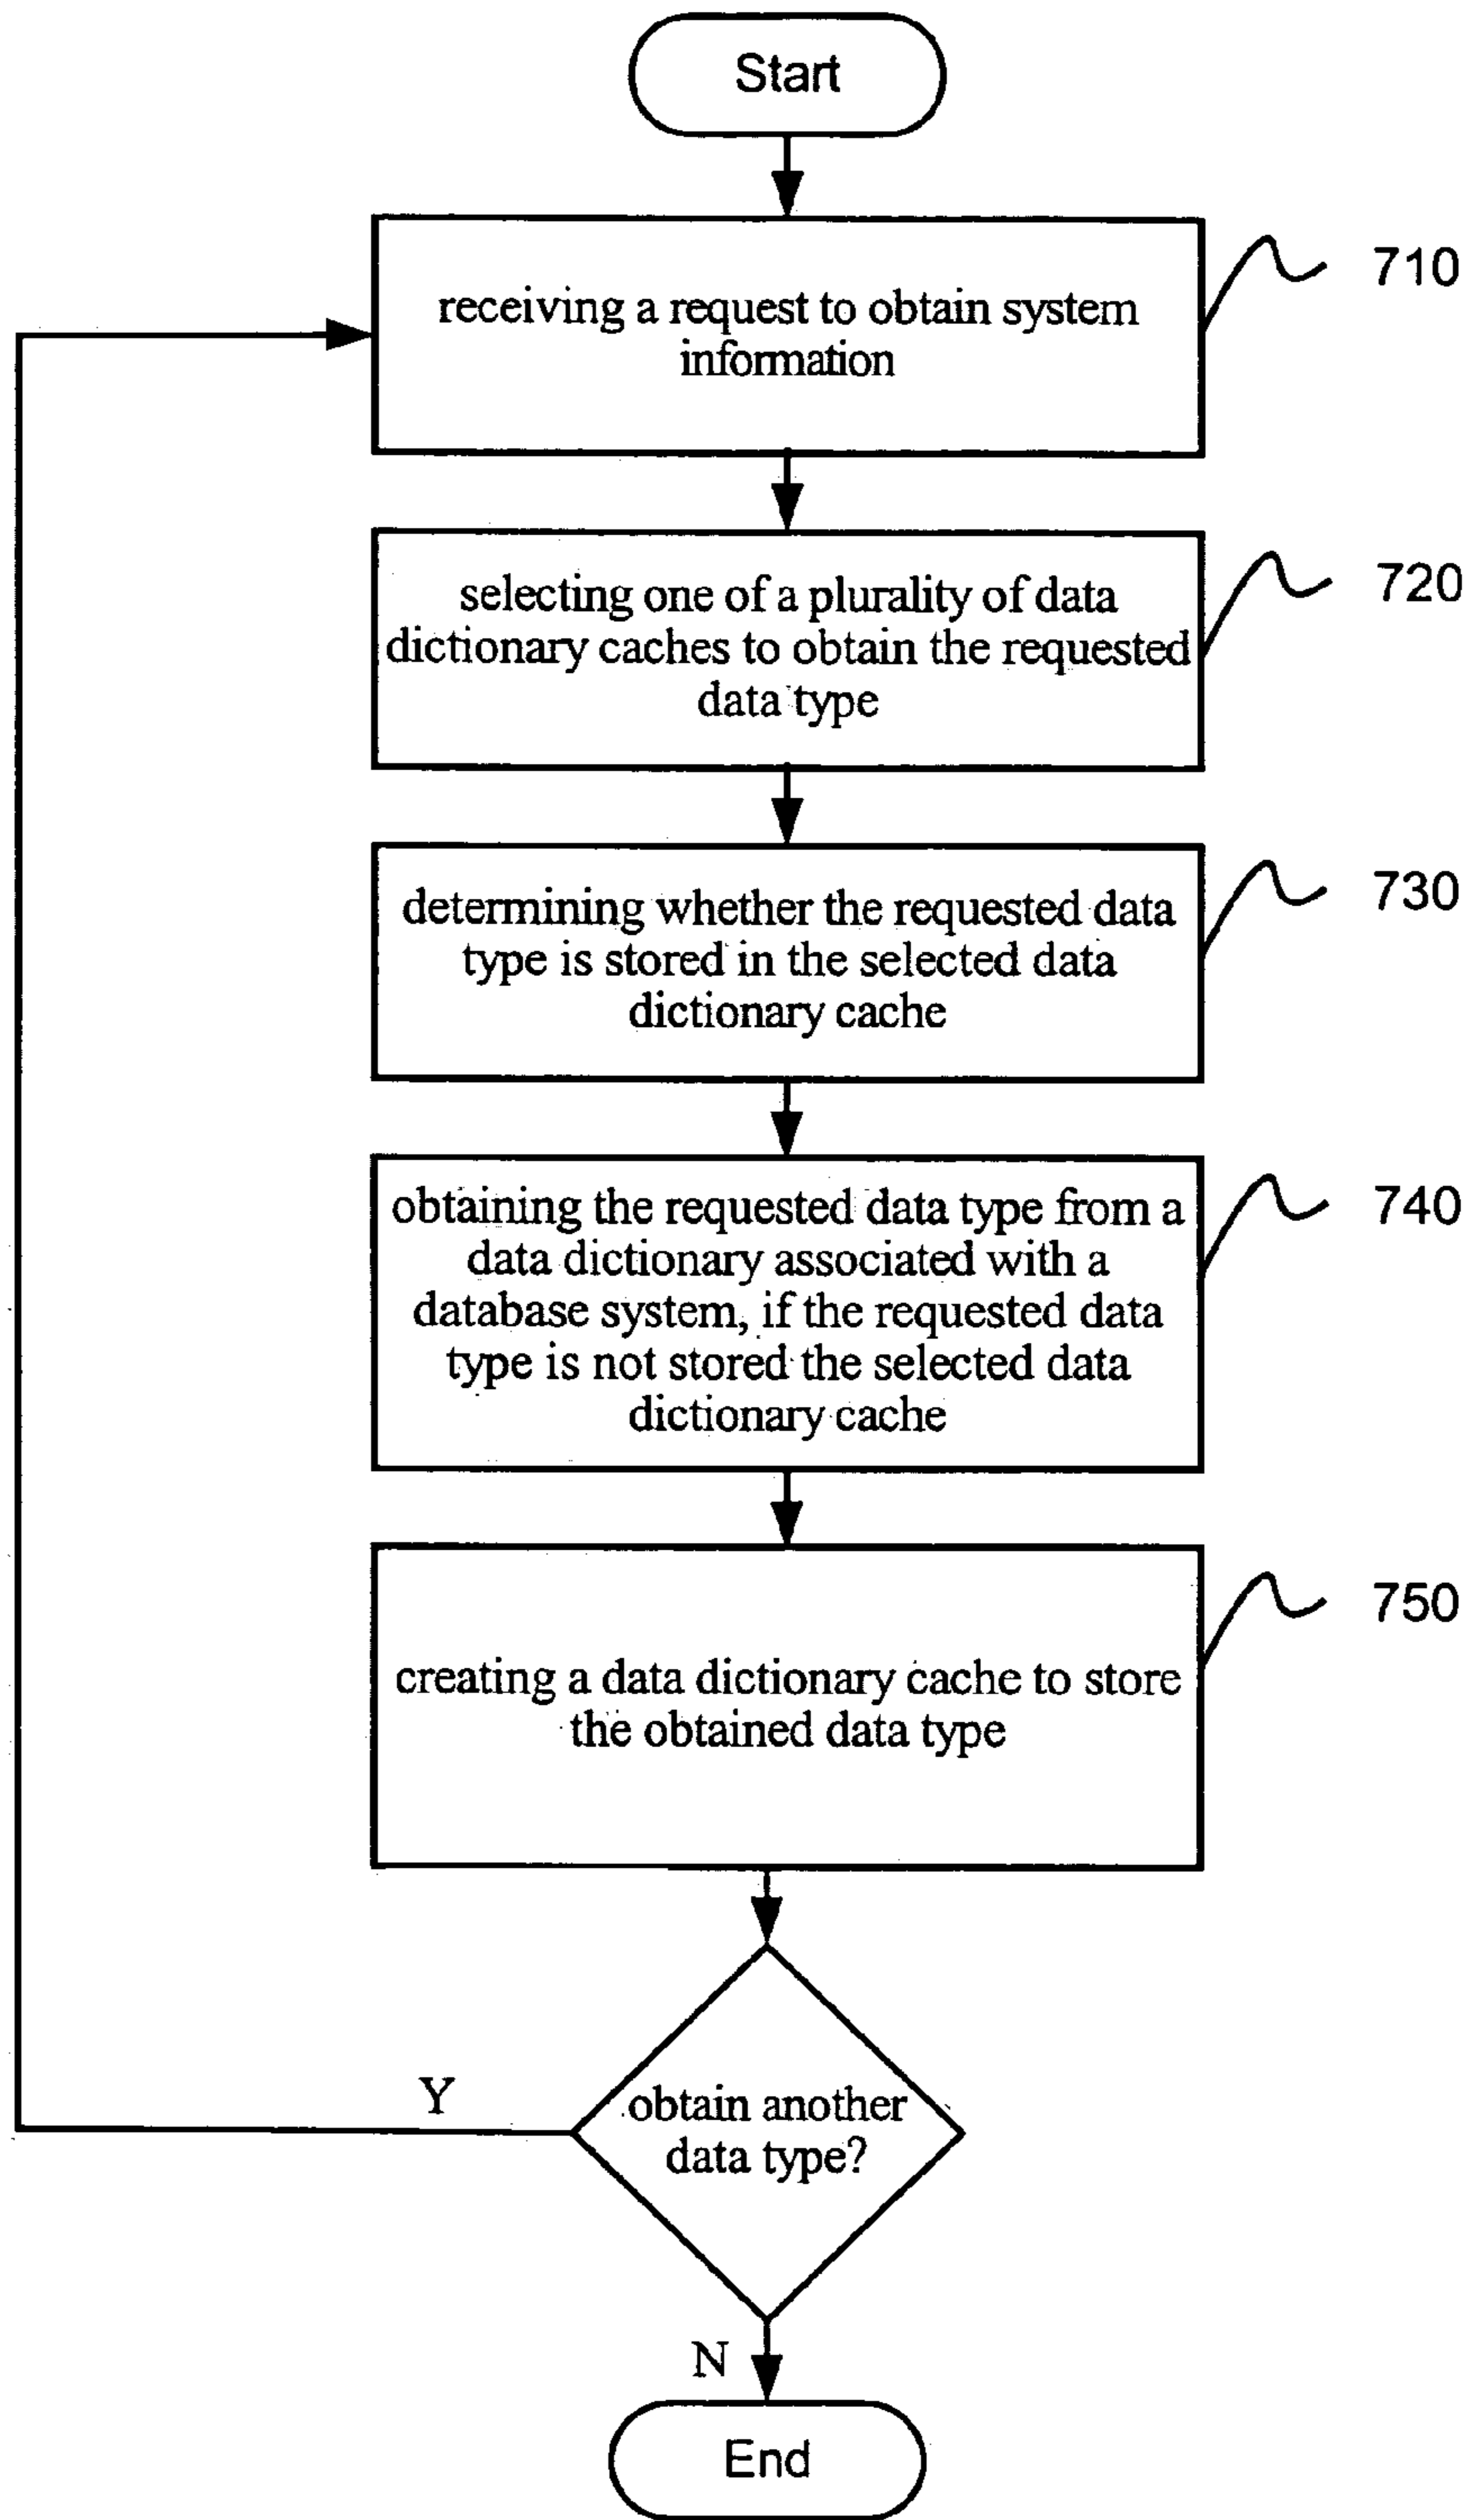 Start
receiving a request to obtain system
information
710
selecting one of a plurality of data
dictionary caches to obtain the requested
data type
720
determining whether the requested data
type is stored in the selected data
dictionary cache
730
obtaining the requested data type from a
data dictionary associated with a
database system, if the requested data
type is not stored the selected data
dictionary cache
740
creating a data dictionary cache to store
the obtained data type
750
obtain another
data type?
Y
N
End